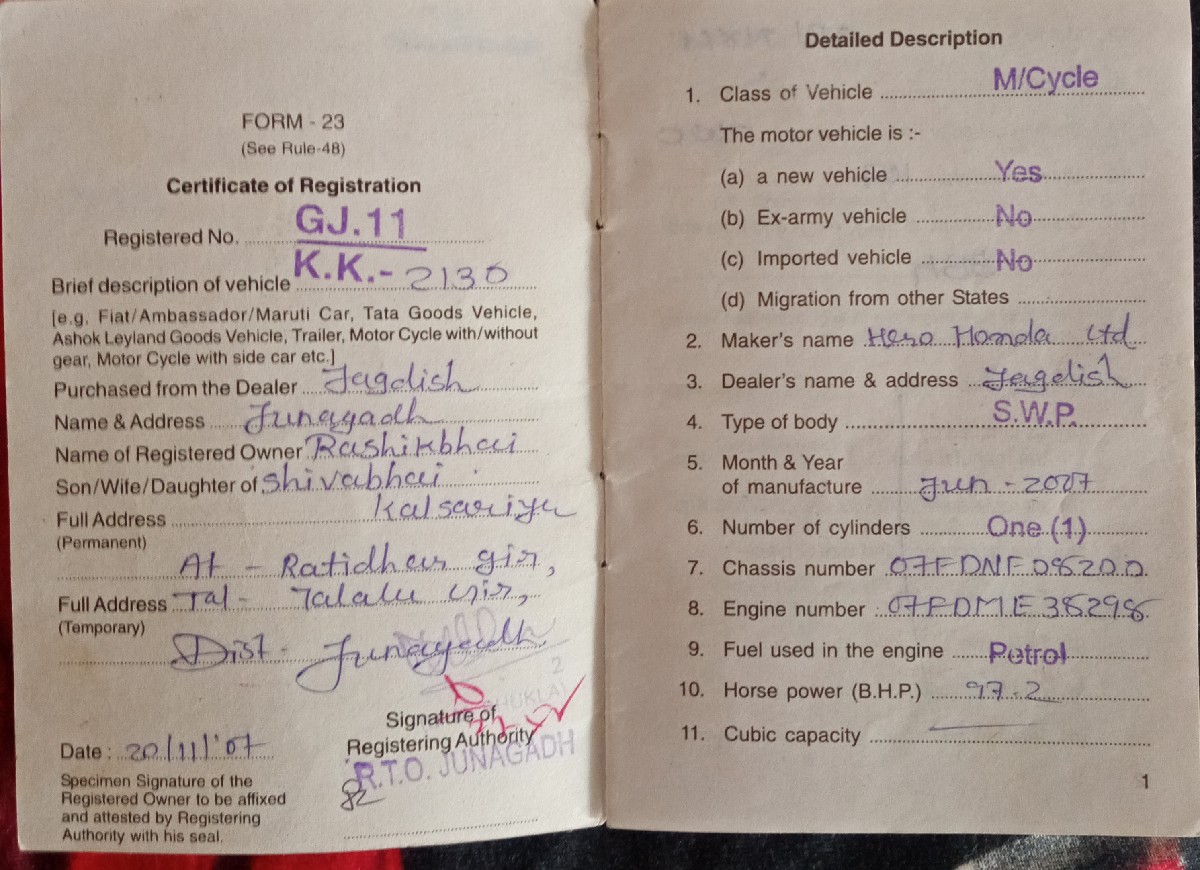 FORM - 23
(See Rule-48)
Certificate of Registration
Registered No. GJ.11
K.K.- 2130
Brief description of vehicle
[e.g. Fiat/Ambassador/Maruti Car, Tata Goods Vehicle,
Ashok Leyland Goods Vehicle, Trailer, Motor Cycle with/without
gear, Motor Cycle with side car etc.]
Purchased from the Dealer Jagdish
Name & Address Junagadh
Name of Registered Owner Rashikbhai
Son/Wife/Daughter of Shivabhai
Full Address Kalsariya
(Permanent)
At - Ratidhar gir,
Full Address Tal- Talala gir,
(Temporary)
Dist - Junagadh
Signature of
Registering Authority
R.T.O. JUNAGADH
Date : 20/11/'07
Specimen Signature of the
Registered Owner to be affixed
and attested by Registering
Authority with his seal.
Detailed Description
1. Class of Vehicle M/Cycle
The motor vehicle is :-
(a) a new vehicle Yes
(b) Ex-army vehicle No
(c) Imported vehicle No
(d) Migration from other States
2. Maker's name Hero Honda Ltd
3. Dealer's name & address Jagdish
4. Type of body S.W.P.
5. Month & Year
of manufacture Jun - 2007
6. Number of cylinders One (1)
7. Chassis number
8. Engine number :
9. Fuel used in the engine Petrol
10. Horse power (B.H.P.) 97.2
11. Cubic capacity
1